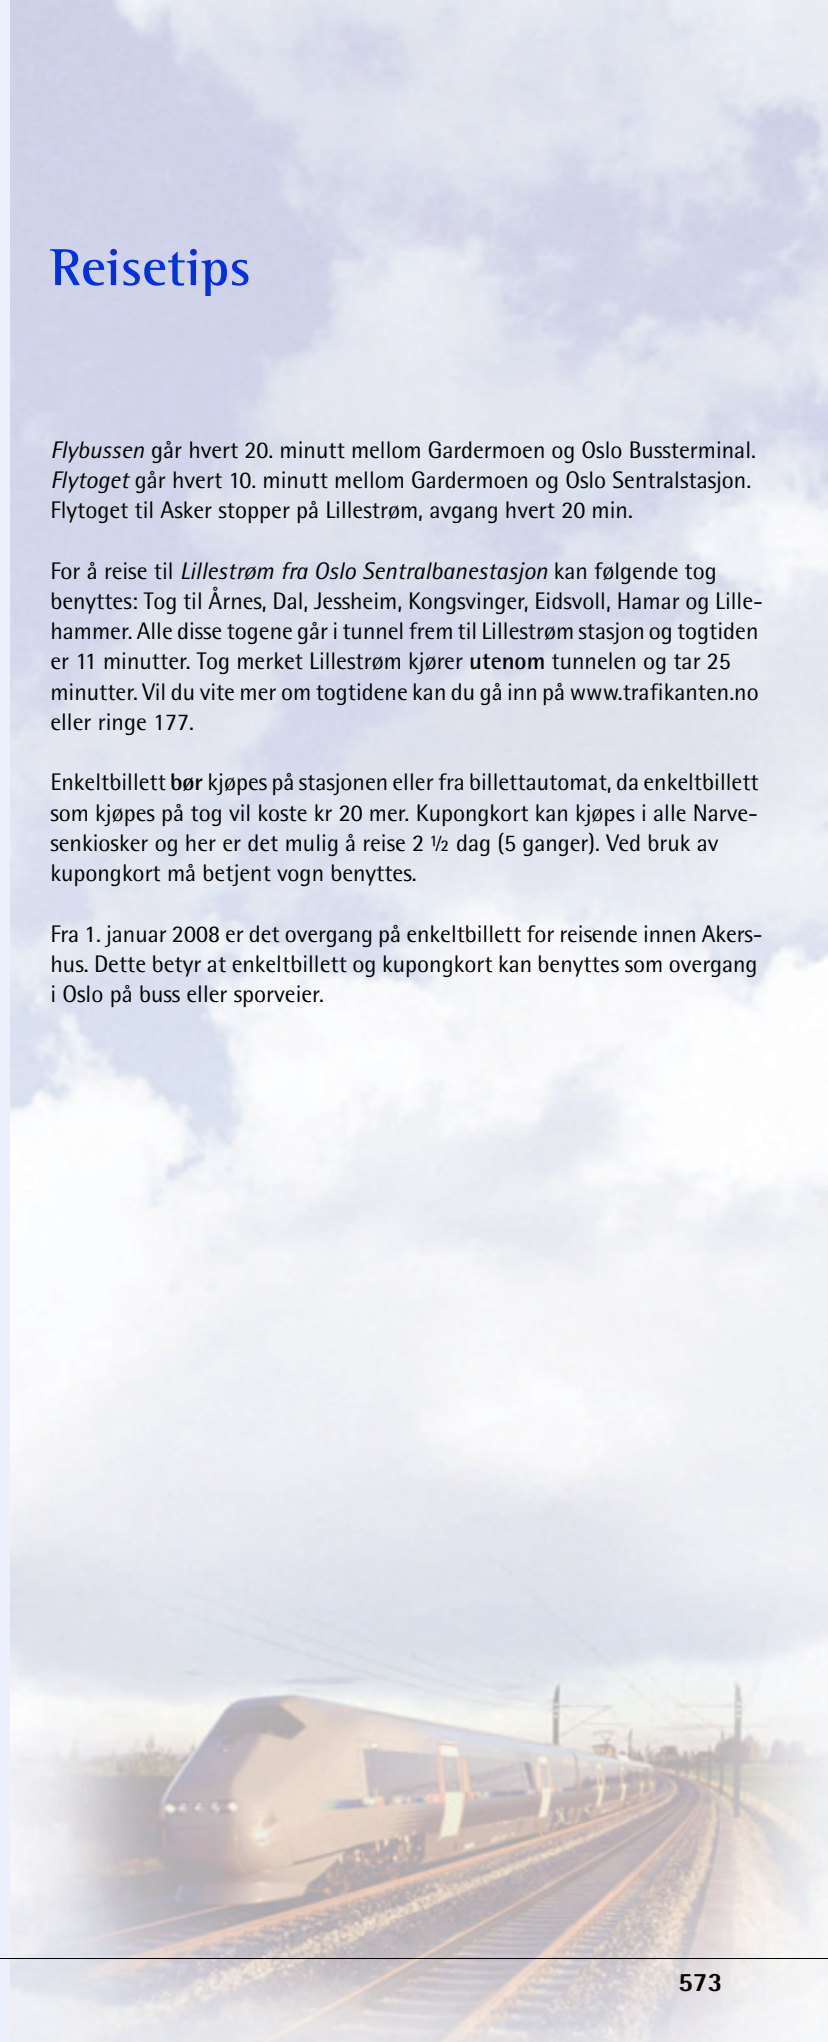 Reisetips
Flybussen går hvert 20. minutt mellom Gardermoen og Oslo Bussterminal.
Flytoget går hvert 10. minutt mellom Gardermoen og Oslo Sentralstasjon.
Flytoget til Asker stopper på Lillestrøm, avgang hvert 20 min.
For å reise til Lillestrøm fra Oslo Sentralbanestasjon kan følgende tog
benyttes: Tog til Årnes, Dal, Jessheim, Kongsvinger, Eidsvoll, Hamar og Lille-
hammer. Alle disse togene går i tunnel frem til Lillestrøm stasjon og togtiden
er 11 minutter. Tog merket Lillestrøm kjører utenom tunnelen og tar 25
minutter. Vil du vite mer om togtidene kan du gå inn på www.trafikanten.no
eller ringe 177.
Enkeltbillett bør kjøpes på stasjonen eller fra billettautomat, da enkeltbillett
som kjøpes på tog vil koste kr 20 mer. Kupongkort kan kjøpes i alle Narve-
senkiosker og her er det mulig å reise 2 ½ dag (5 ganger). Ved bruk av
kupongkort må betjent vogn benyttes.
Fra 1. januar 2008 er det overgang på enkeltbillett for reisende innen Akers-
hus. Dette betyr at enkeltbillett og kupongkort kan benyttes som overgang
i Oslo på buss eller sporveier.
573